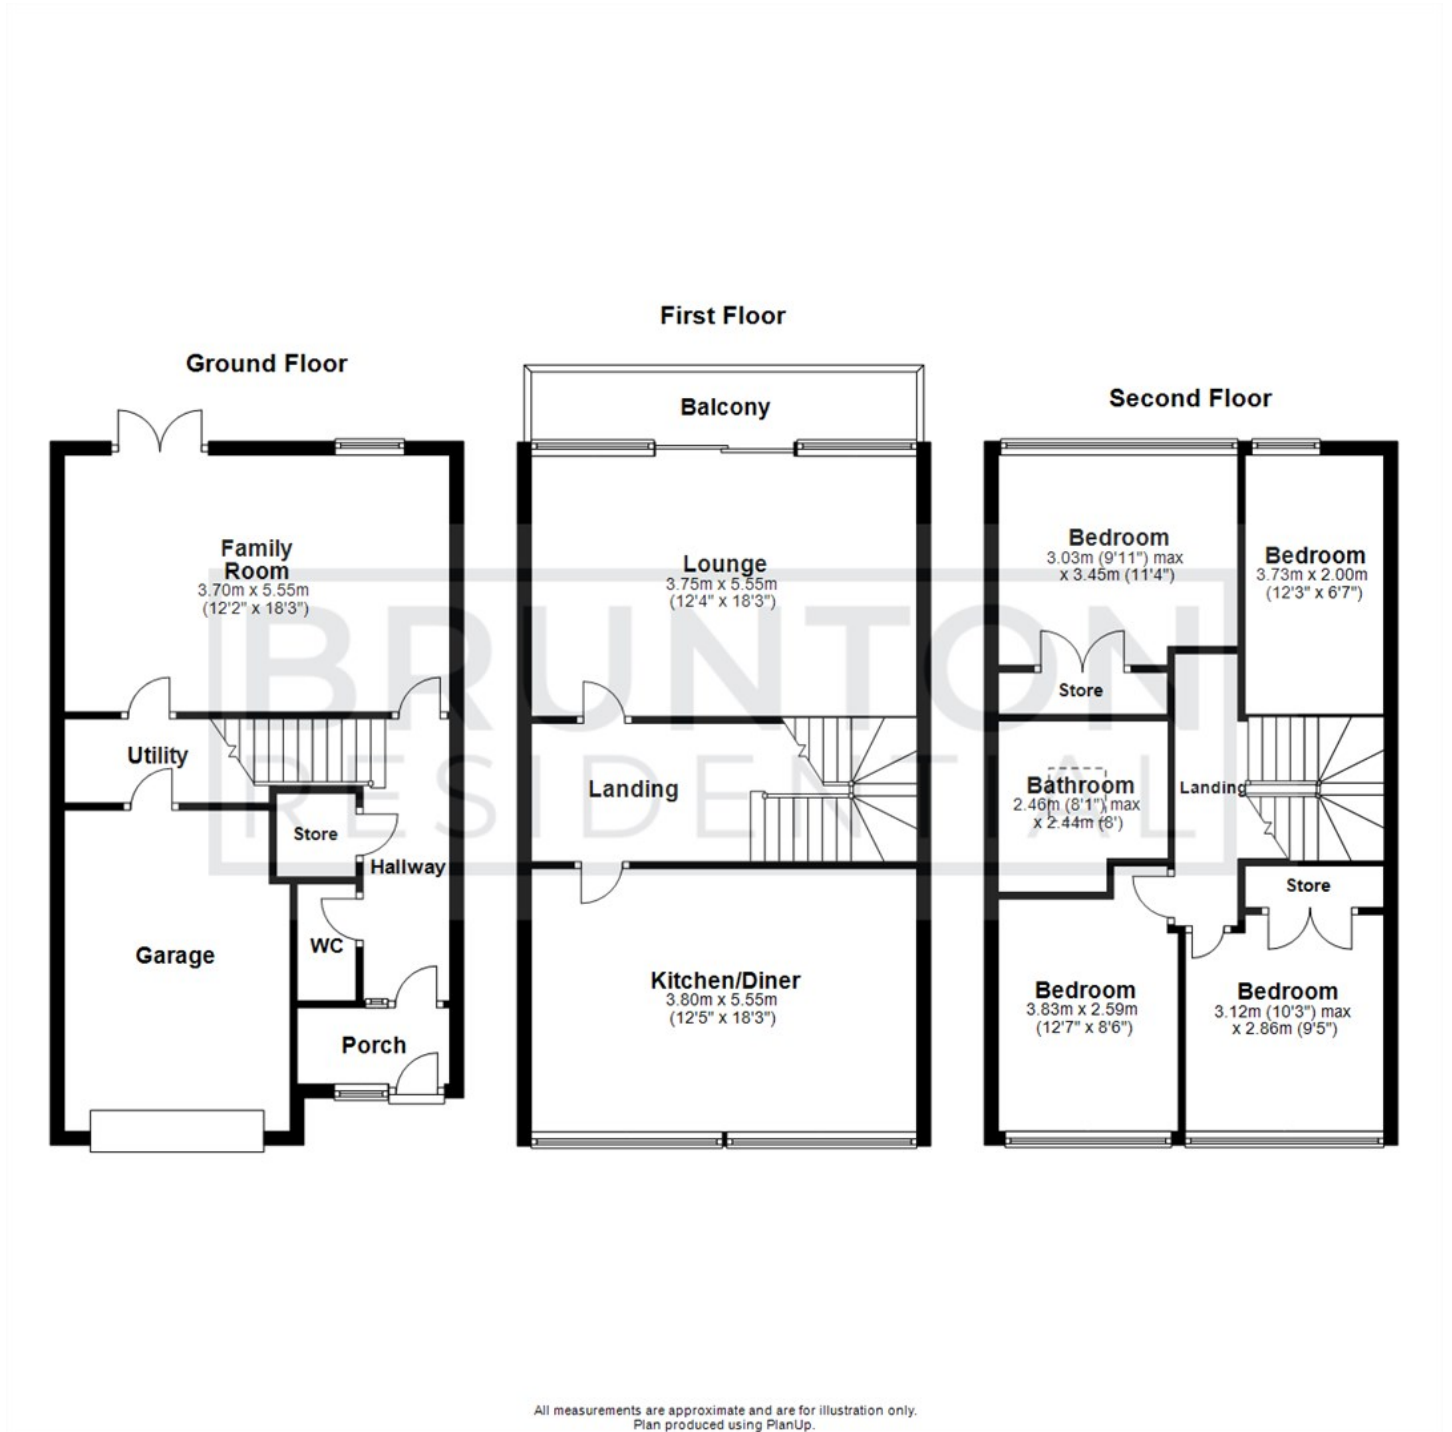 First Floor
Ground Floor
Balcony
Second Floor
Family
Room
3.70m x 5.55m
(12'2" x 18'3")
Lounge
3.75m x 5.55m
(12'4" x 18'3")
Bedroom
3.03m (9'11") max
x 3.45m (11'4")
Bedroom
3.73m x 2.00m
(12'3" x 6'7")
BRUNTON
RESIDENTIAL
Store
Utility
Landing
Bathroom
2.46m (8'1") max
x 2.44m (8')
Landing
Store
Hallway
Store
Garage
WC
Kitchen/Diner
3.80m x 5.55m
(12'5" x 18'3")
Bedroom
3.83m x 2.59m
(12'7" x 8'6")
Bedroom
3.12m (10'3") max
x 2.86m (9'5")
Porch
All measurements are approximate and are for illustration only.
Plan produced using PlanUp.